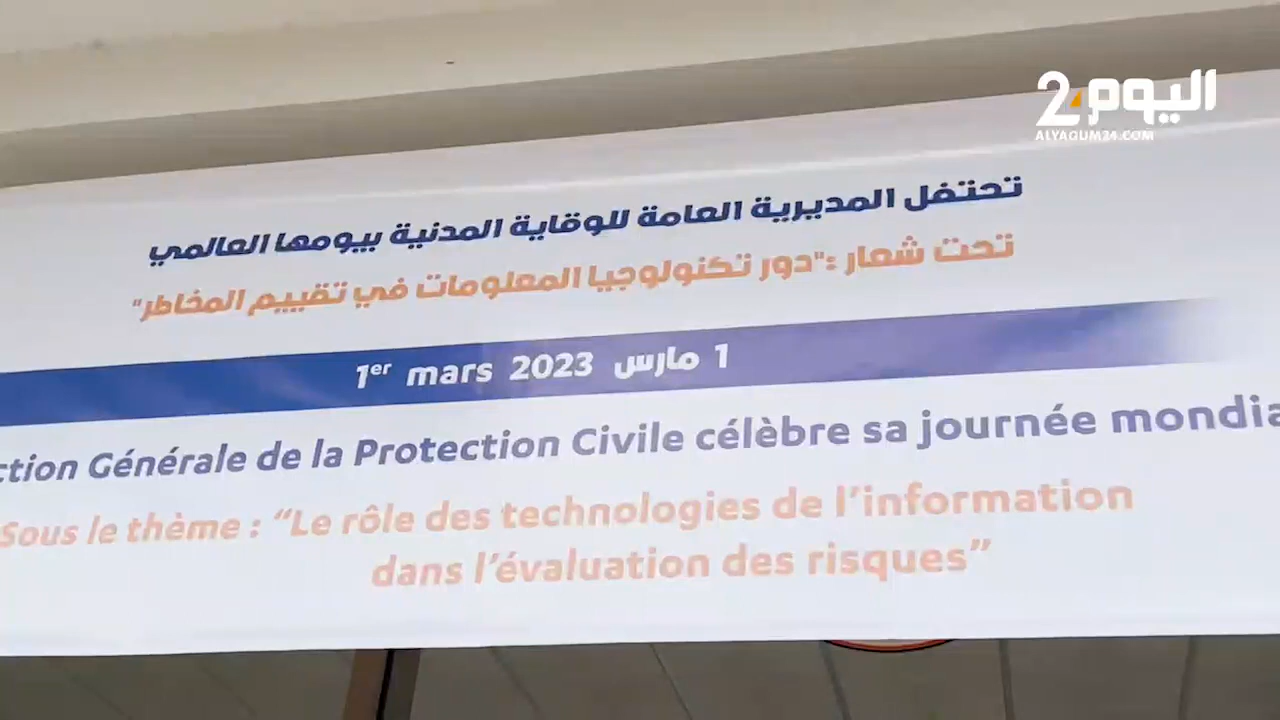 اليوم 24
ALYAOUM24.COM
تحتفل المديرية العامة للوقاية المدنية بيومها العالمي
تحت شعار :"دور تكنولوجيا المعلومات في تقييم المخاطر"
1er mars 2023 مارس 1
ction Générale de la Protection Civile célèbre sa journée mondia
Sous le thème : “Le rôle des technologies de l’information
dans l’évaluation des risques”